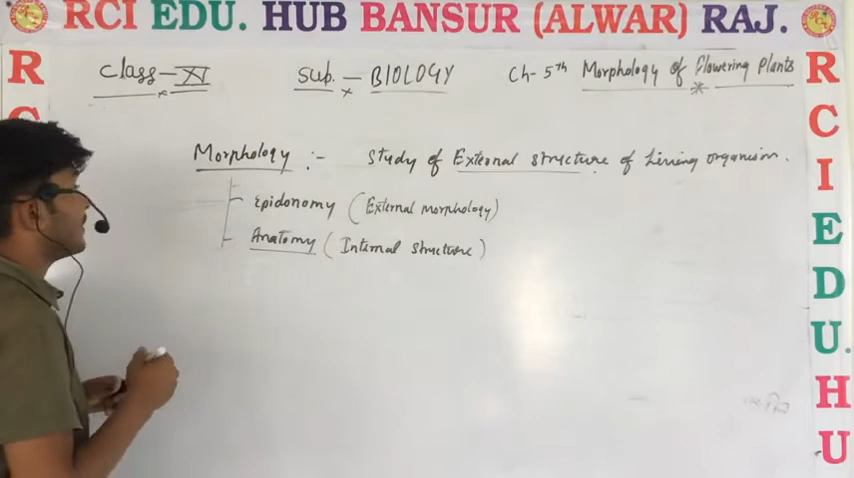 RCI EDU. HUB BANSUR (ALWAR) RAJ.
Class-XI Sub. - BIOLOGY Ch- 5th Morphology of Flowering Plants
Morphology :- Study of External structure of Living organism.
Epidonomy (External morphology)
Anatomy (Internal structure)
R
R
C
I
E
D
U.
H
U